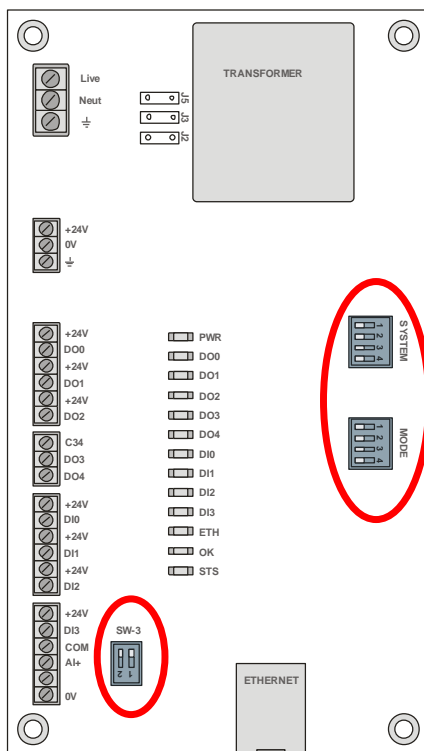 TRANSFORMER
Live
Neut
J5
J3
J2
+24V
0V
+24V
DO0
+24V
DO1
+24V
DO2
C34
DO3
DO4
+24V
DI0
+24V
DI1
+24V
DI2
+24V
DI3
COM
AI+
0V
PWR
DO0
DO1
DO2
DO3
DO4
DI0
DI1
DI2
DI3
ETH
OK
STS
SYSTEM
1
2
3
4
MODE
1
2
3
4
SW-3
2 1
ETHERNET